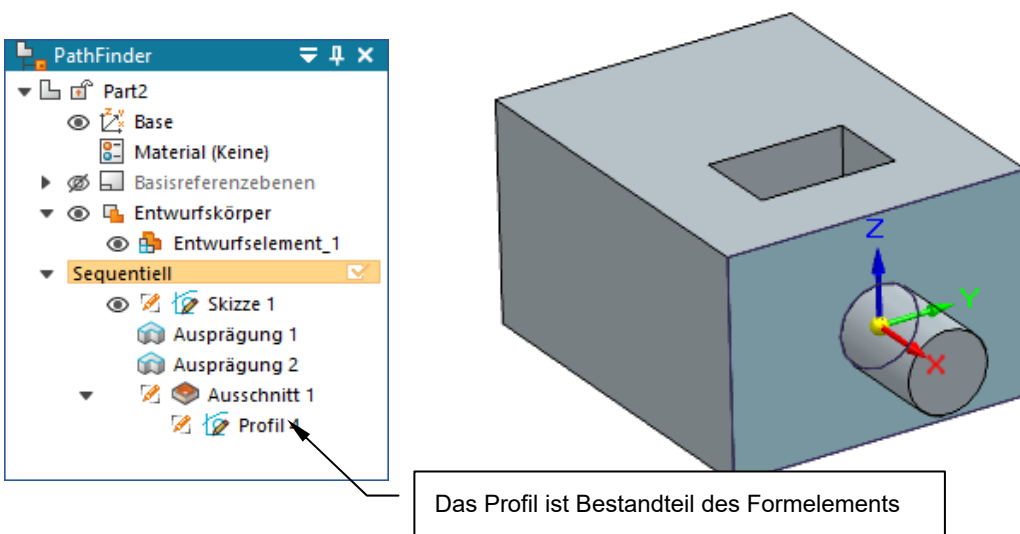 PathFinder
Part2
Base
Material (Keine)
Basisreferenzebenen
Entwurfskörper
Entwurfselement_1
Sequentiell
Skizze 1
Ausprägung 1
Ausprägung 2
Ausschnitt 1
Profil
Z
Y
X
Das Profil ist Bestandteil des Formelements